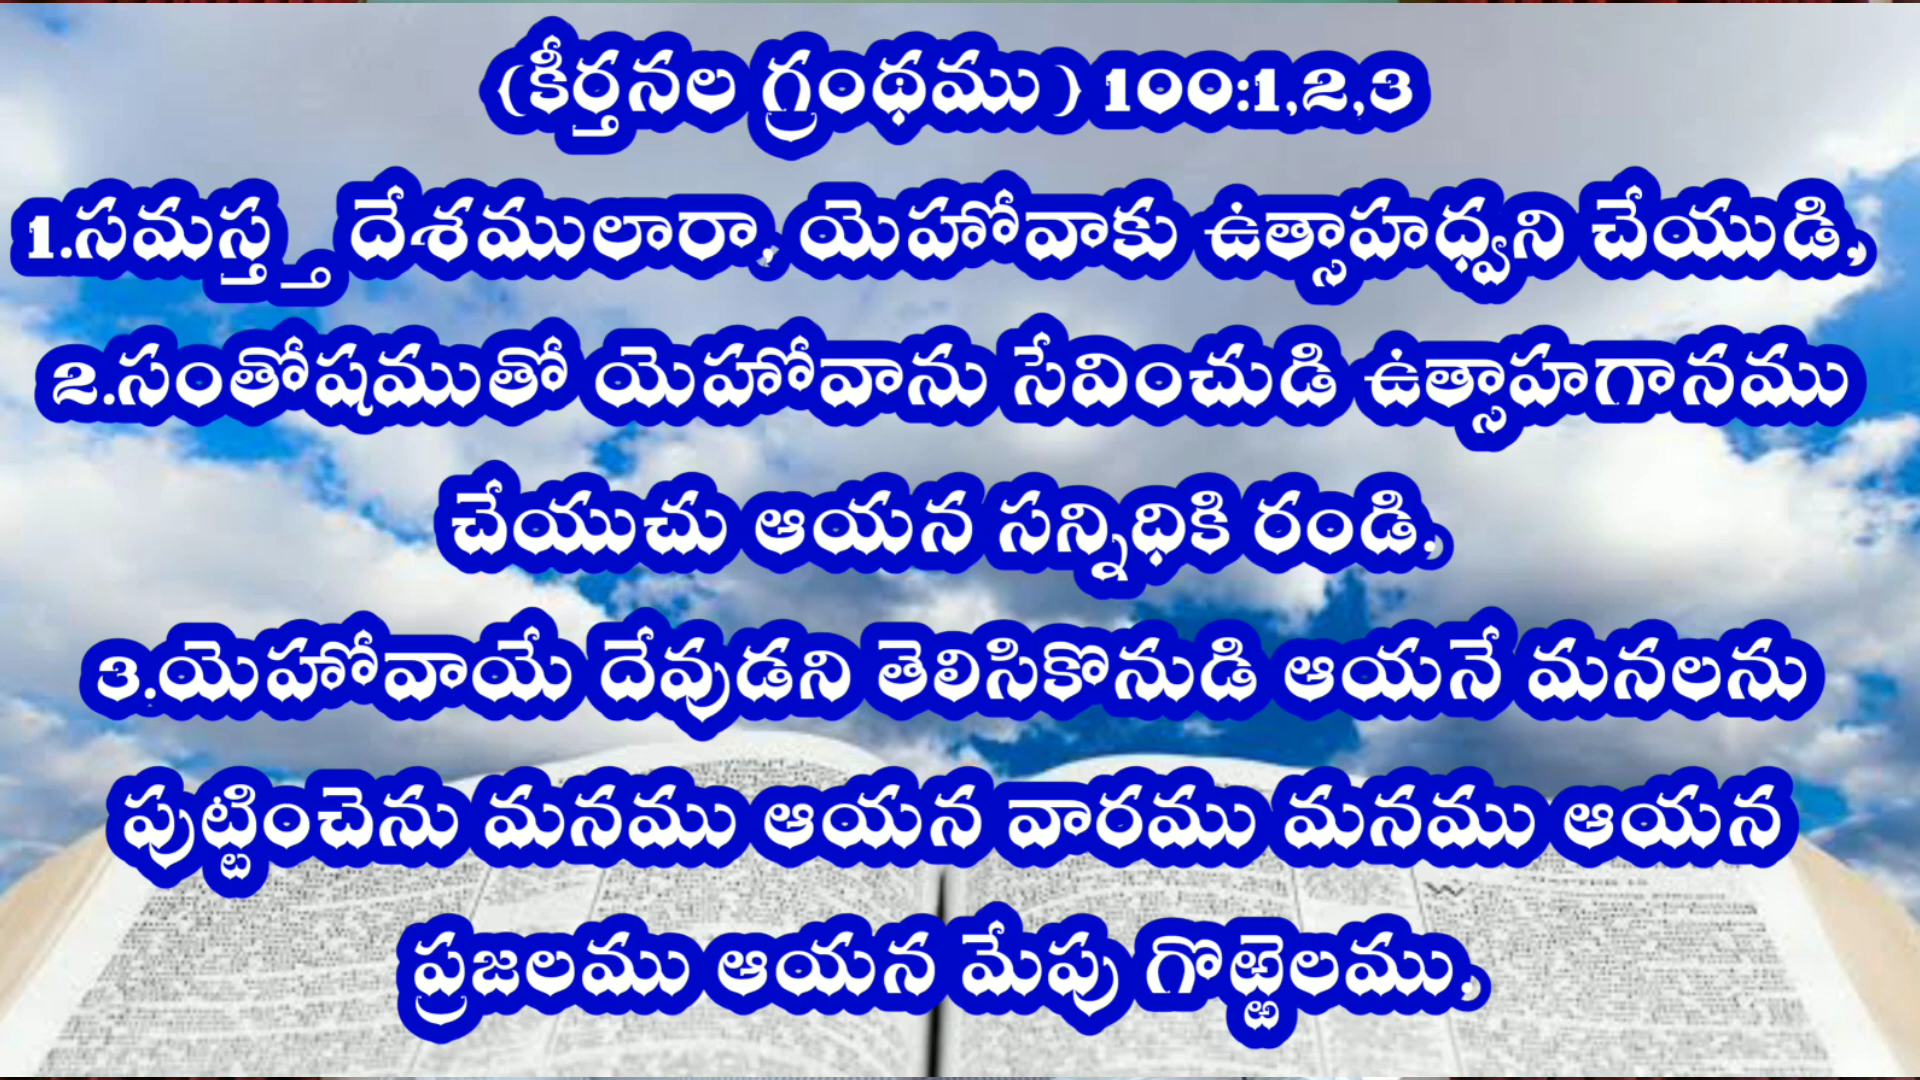 (కీర్తనల గ్రంథము) 100:1,2,3
1.సమస్త్త దేశములారా, యెహోవాకు ఉత్సాహధ్వని చేయుడి,
2.సంతోషముతో యెహోవాను సేవించుడి ఉత్సాహగానము
చేయుచు ఆయన సన్నిధికి రండి,
3.యెహోవాయే దేవుడని తెలిసికొనుడి ఆయనే మనలను
పుట్టించెను మనము ఆయన వారము మనము ఆయన
ప్రజలము ఆయన మేపు గొఱ్ఱెలము,